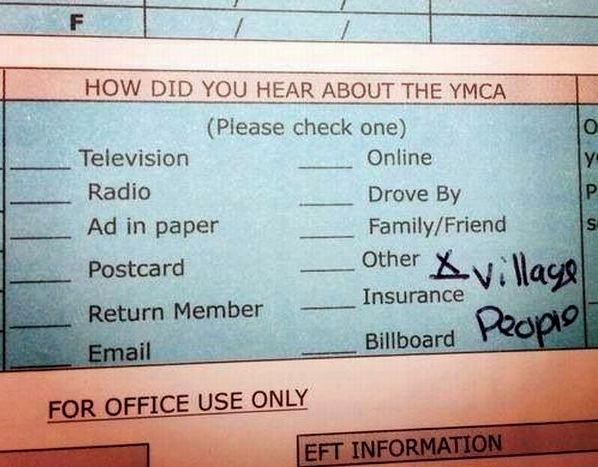 F / /
/ /
HOW DID YOU HEAR ABOUT THE YMCA
(Please check one)
Television Online
Radio Drove By
Ad in paper Family/Friend
Postcard Other X Village
Return Member Insurance People
Email Billboard
FOR OFFICE USE ONLY
EFT INFORMATION